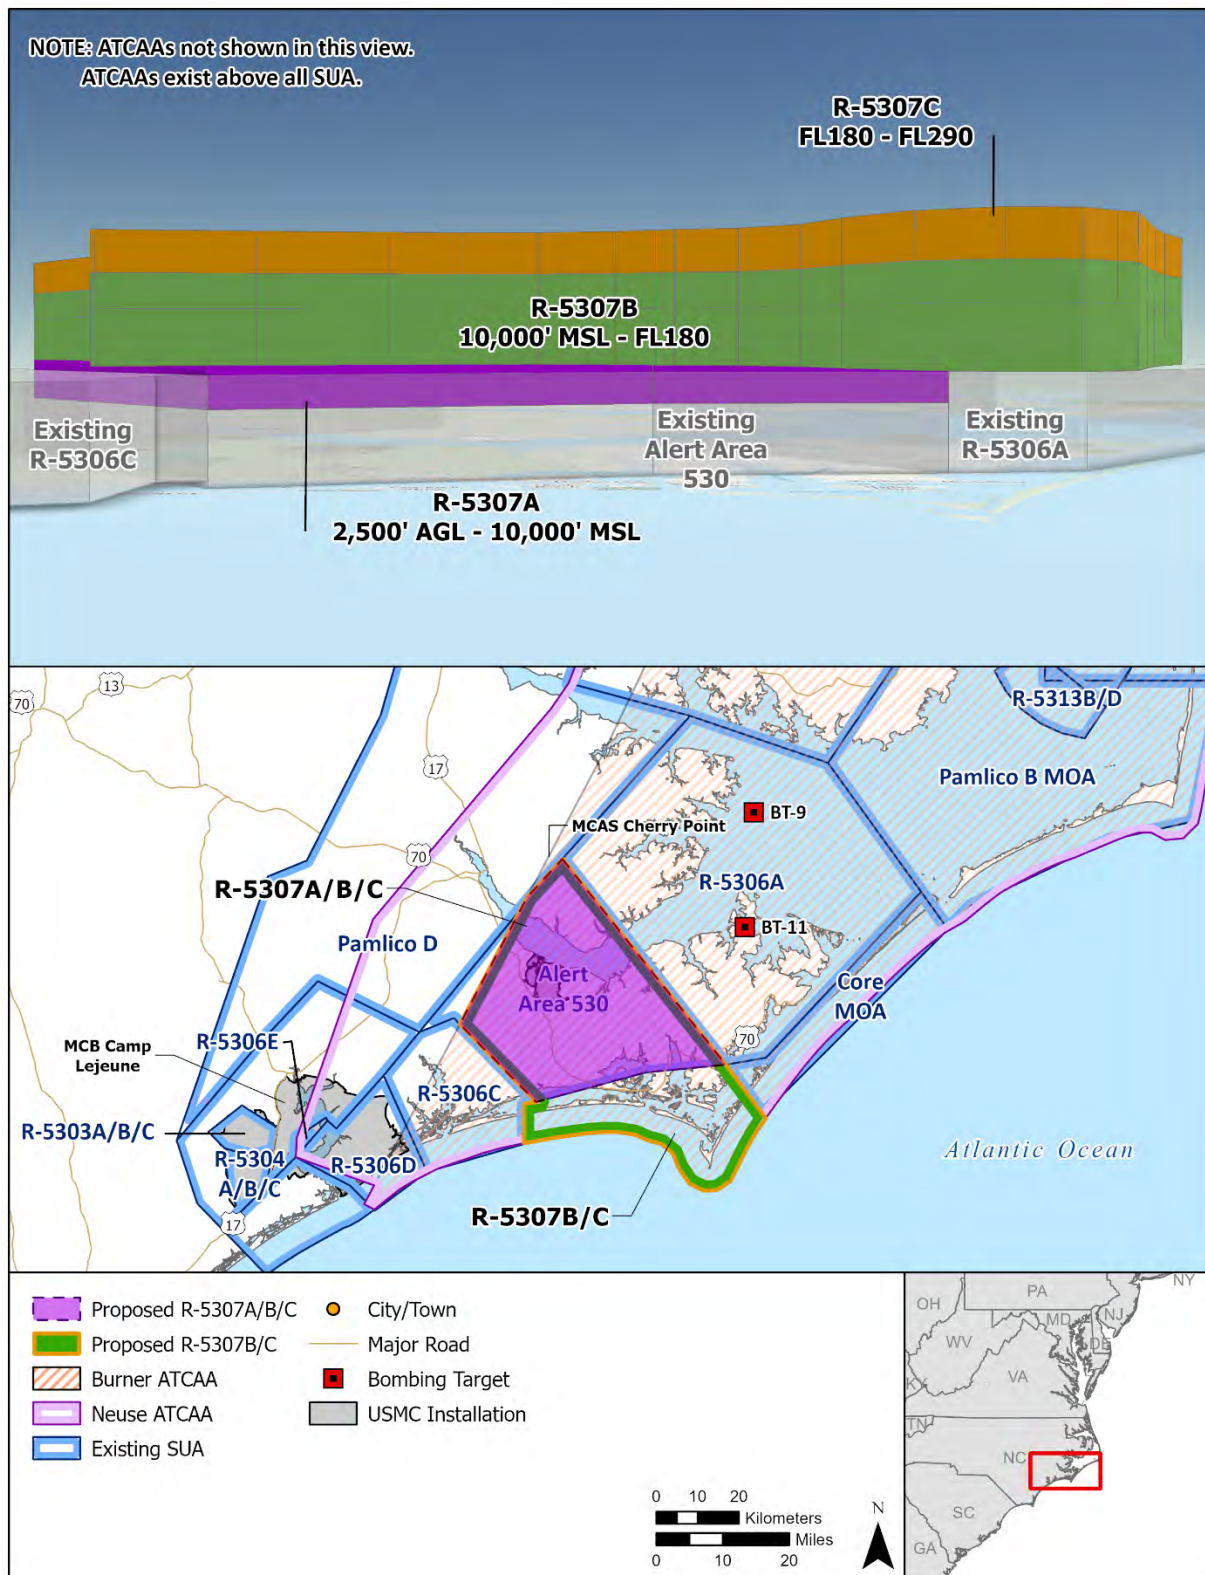 NOTE: ATCAAs not shown in this view.
ATCAAs exist above all SUA.
R-5307C
FL180 - FL290
R-5307B
10,000' MSL - FL180
Existing
R-5306C
Existing
Alert Area
530
Existing
R-5306A
R-5307A
2,500' AGL - 10,000' MSL
13
70
R-5313B/D
17
Pamlico B MOA
BT-9
MCAS Cherry Point
70
R-5307A/B/C
R-5306A
BT-11
Pamlico D
Alert
Area 530
Core
MOA
70
R-5306E
MCB Camp
Lejeune
R-5306C
R-5303A/B/C
R-5304
A/B/C
R-5306D
Atlantic Ocean
17
R-5307B/C
Proposed R-5307A/B/C
City/Town
Proposed R-5307B/C
Major Road
Burner ATCAA
Bombing Target
Neuse ATCAA
USMC Installation
Existing SUA
0 10 20
Kilometers
Miles
0 10 20
N
NY
PA
OH
NJ
MD
DE
WV
VA
KY
TN
NC
SC
GA